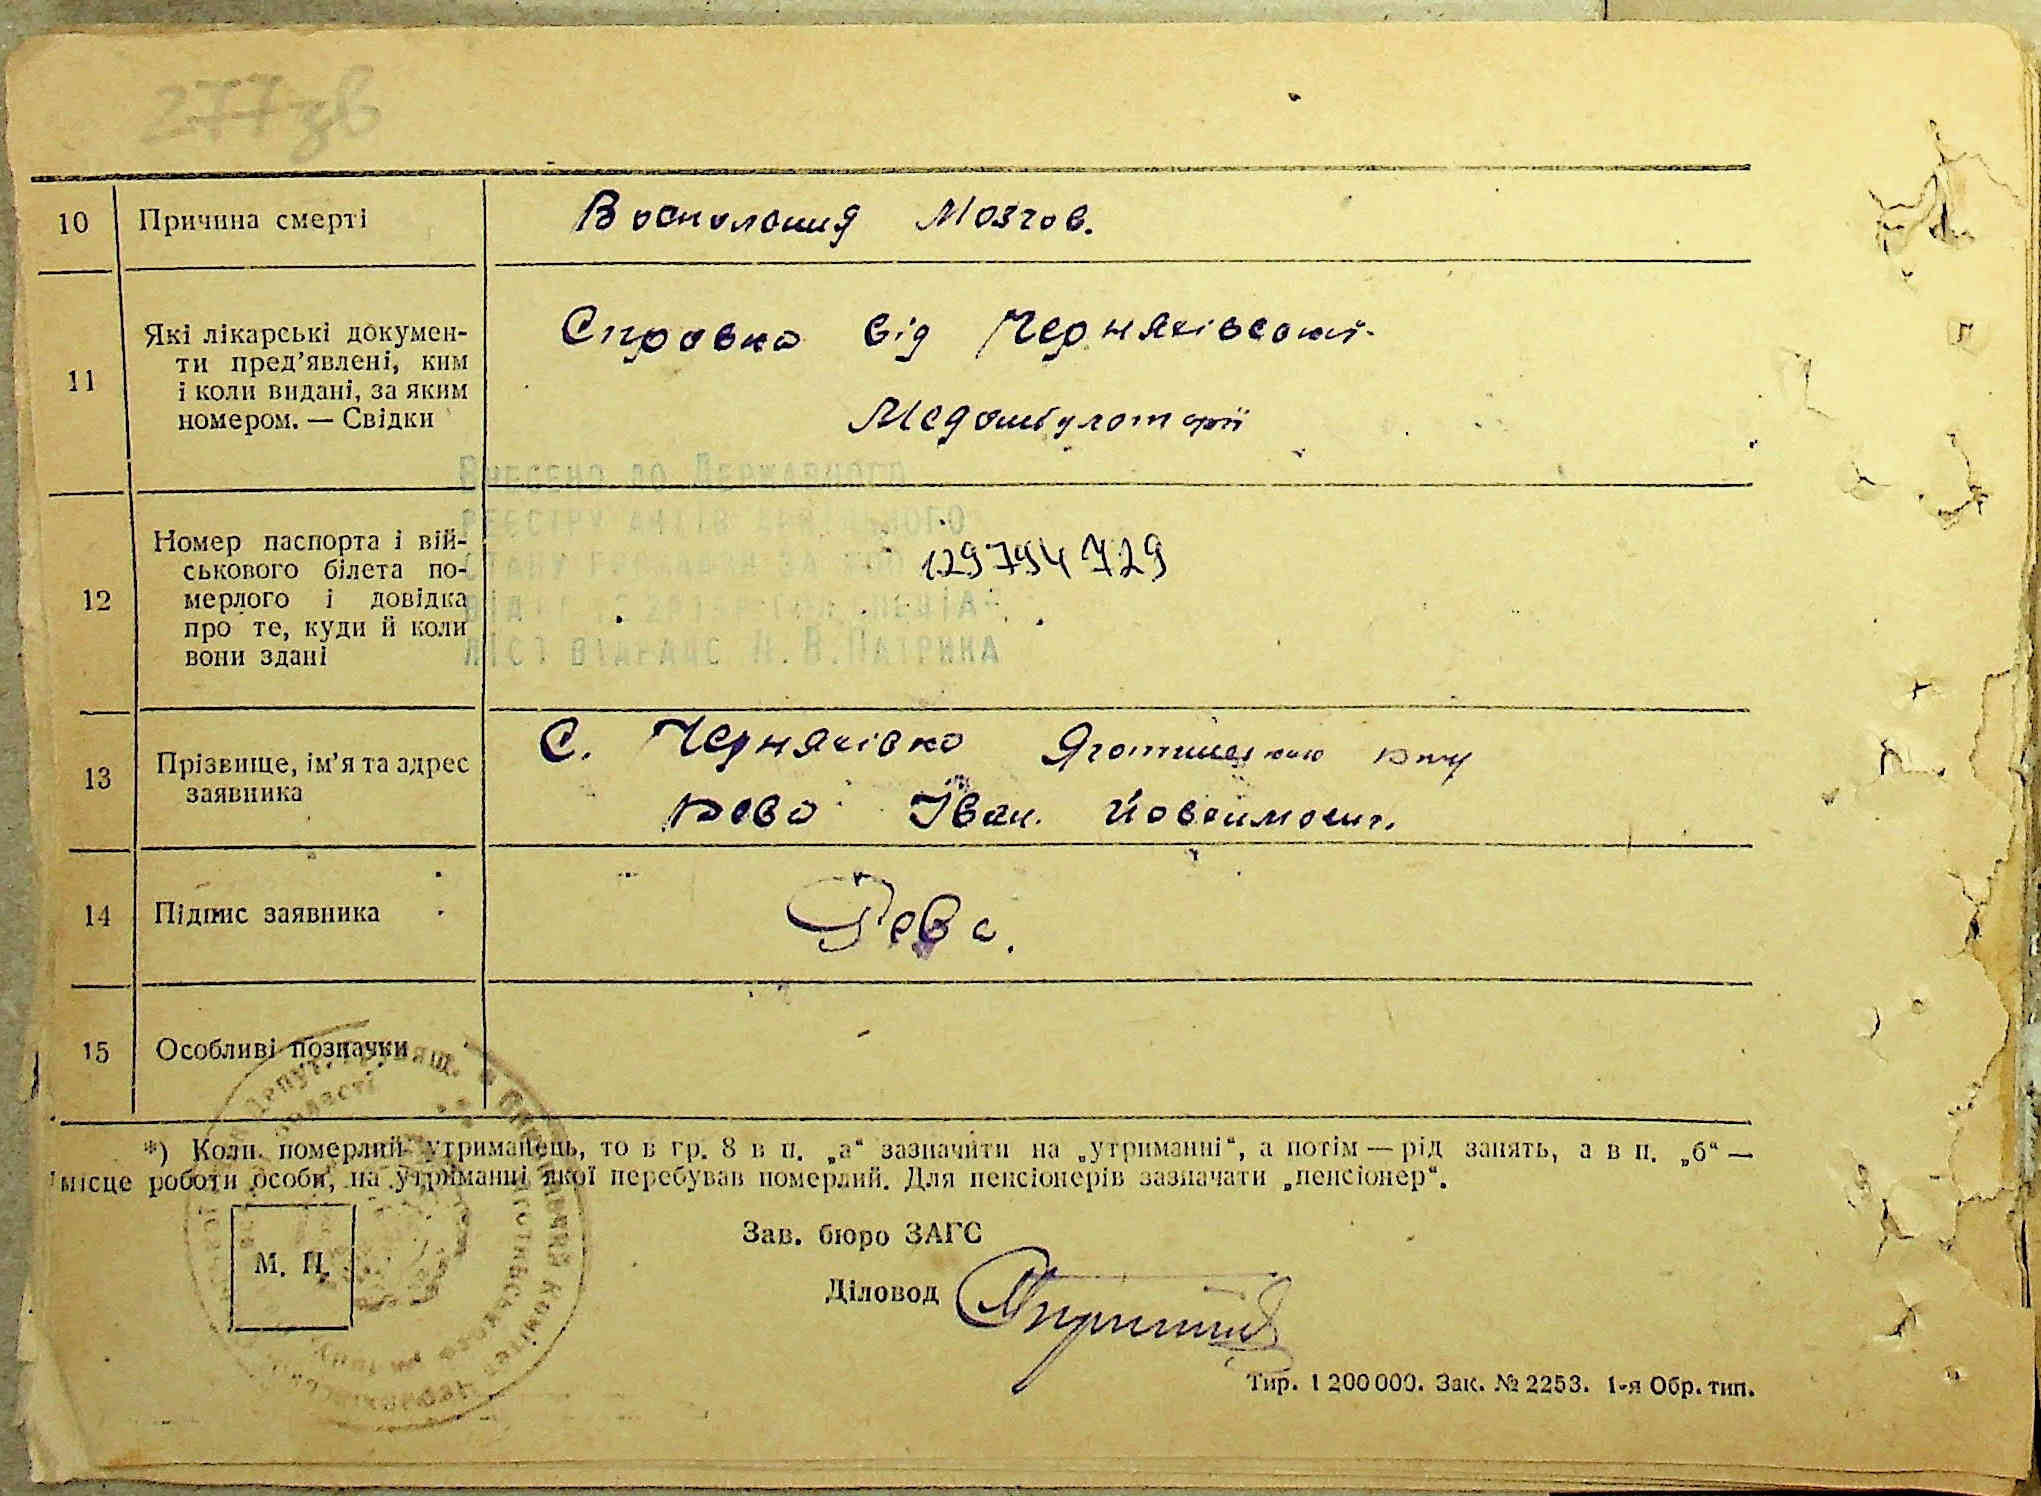 277зв
10 Причина смерті Воспаления Мозгов.
11 Які лікарські докумен-
ти пред’явлені, ким
і коли видані, за яким
номером. — Свідки
Справка від Черняхівської
Медамбулаторії
Внесено до Державного
реєстру актів цивільного
стану громадян за
12 Номер паспорта і вій-
ськового білета по-
мерлого і довідка
про те, куди й коли
вони здані
129794729
13 Прізвище, ім’я та адрес
заявника
С. Черняхівка
Рева Іван
14 Підпис заявника Рева.
15 Особливі позначки
*) Коли померлий утриманець, то в гр. 8 в п. „а“ зазначити на „утриманні“, а потім — рід занять, а в п. „б“ —
місце роботи особи, на утриманні якої перебував померлий. Для пенсіонерів зазначати „пенсіонер“.
М. П.
Зав. бюро ЗАГС
Діловод
Тир. 1 200 000. Зак. № 2253. 1-я Обр. тип.